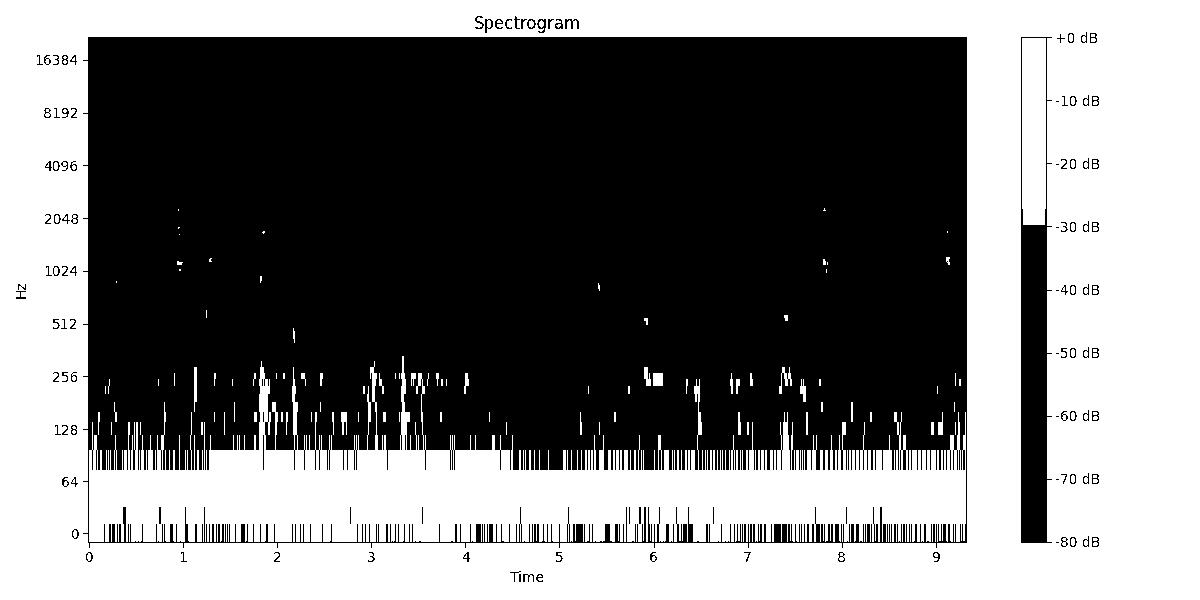 Spectrogram
16384
8192
4096
2048
1024
512
256
128
64
0
Hz
0 1 2 3 4 5 6 7 8 9
Time
+0 dB
-10 dB
-20 dB
-30 dB
-40 dB
-50 dB
-60 dB
-70 dB
-80 dB